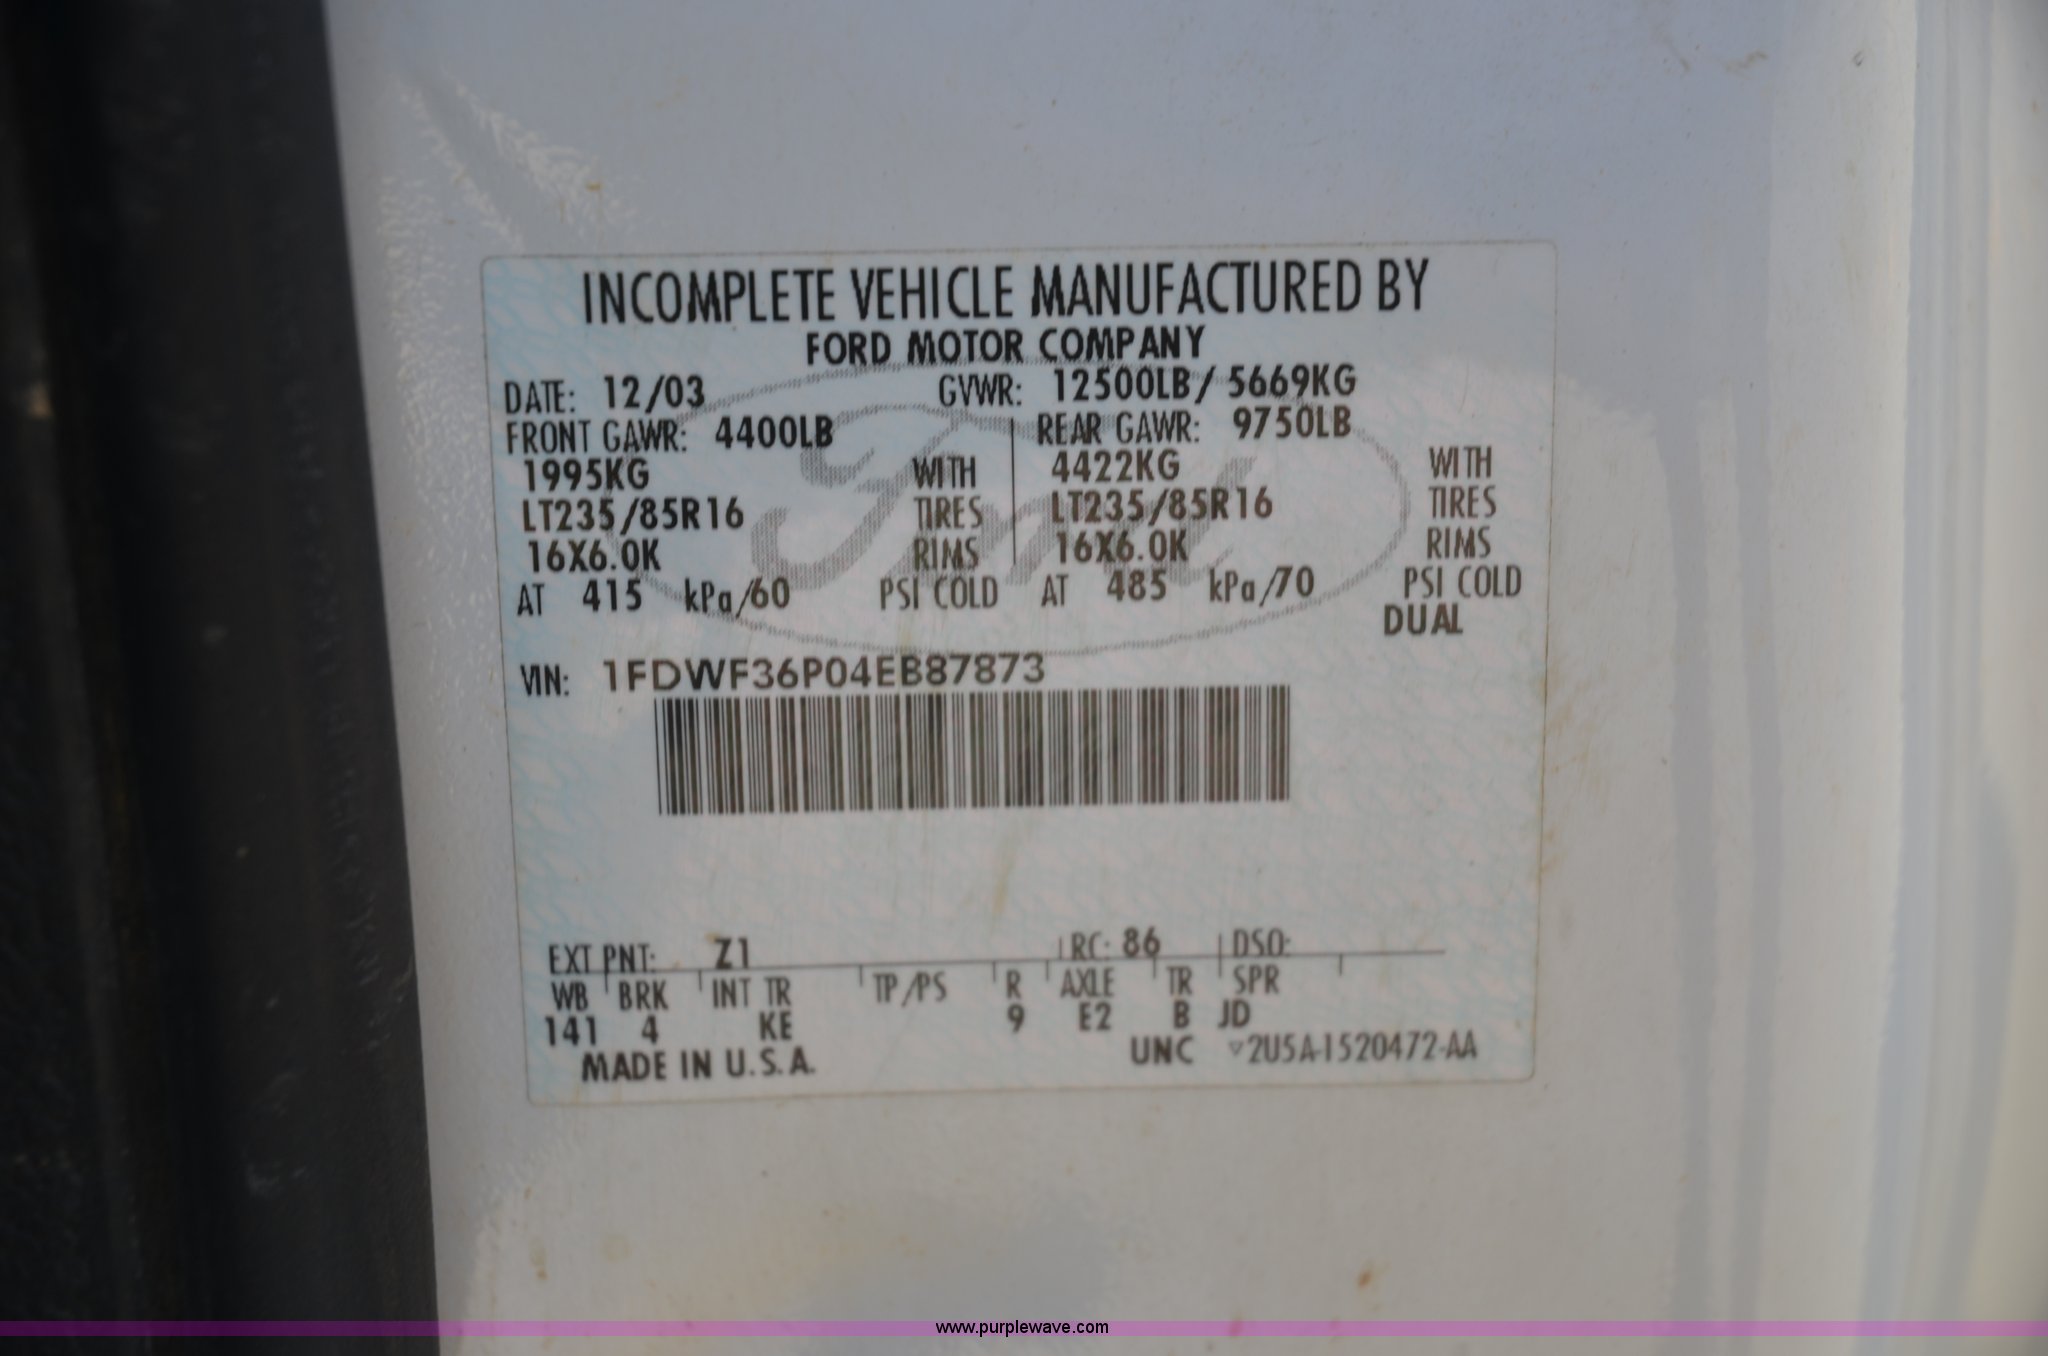 INCOMPLETE VEHICLE MANUFACTURED BY
FORD MOTOR COMPANY
DATE: 12/03 GVWR: 12500LB/ 5669KG
FRONT GAWR: 4400LB REAR GAWR: 9750LB
1995KG WITH 4422KG WITH
LT235/85R16 TIRES LT235/85R16 TIRES
16X6.0K RIMS 16X6.0K RIMS
AT 415 kPa/60 PSI COLD AT 485 kPa/70 PSI COLD
DUAL
Ford
VIN: 1FDWF36P04EB87873
EXT PNT: Z1 RC: 86 DSO:
WB BRK INT TR TP/PS R AXLE TR SPR
141 4 KE 9 E2 B JD
MADE IN U.S.A. UNC ▽2U5A-1520472-AA
www.purplewave.com